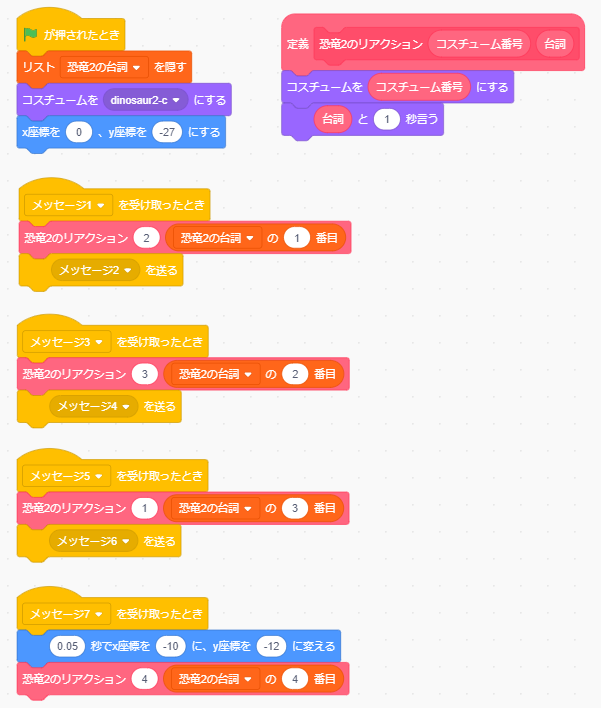 が押されたとき
リスト 恐竜2の台詞 を隠す
コスチュームを dinosaur2-c にする
x座標を 0 、y座標を -27 にする
定義 恐竜2のリアクション コスチューム番号 台詞
コスチュームを コスチューム番号 にする
台詞 と 1 秒言う
メッセージ1 を受け取ったとき
恐竜2のリアクション 2 恐竜2の台詞 の 1 番目
メッセージ2 を送る
メッセージ3 を受け取ったとき
恐竜2のリアクション 3 恐竜2の台詞 の 2 番目
メッセージ4 を送る
メッセージ5 を受け取ったとき
恐竜2のリアクション 1 恐竜2の台詞 の 3 番目
メッセージ6 を送る
メッセージ7 を受け取ったとき
0.05 秒でx座標を -10 に、y座標を -12 に変える
恐竜2のリアクション 4 恐竜2の台詞 の 4 番目